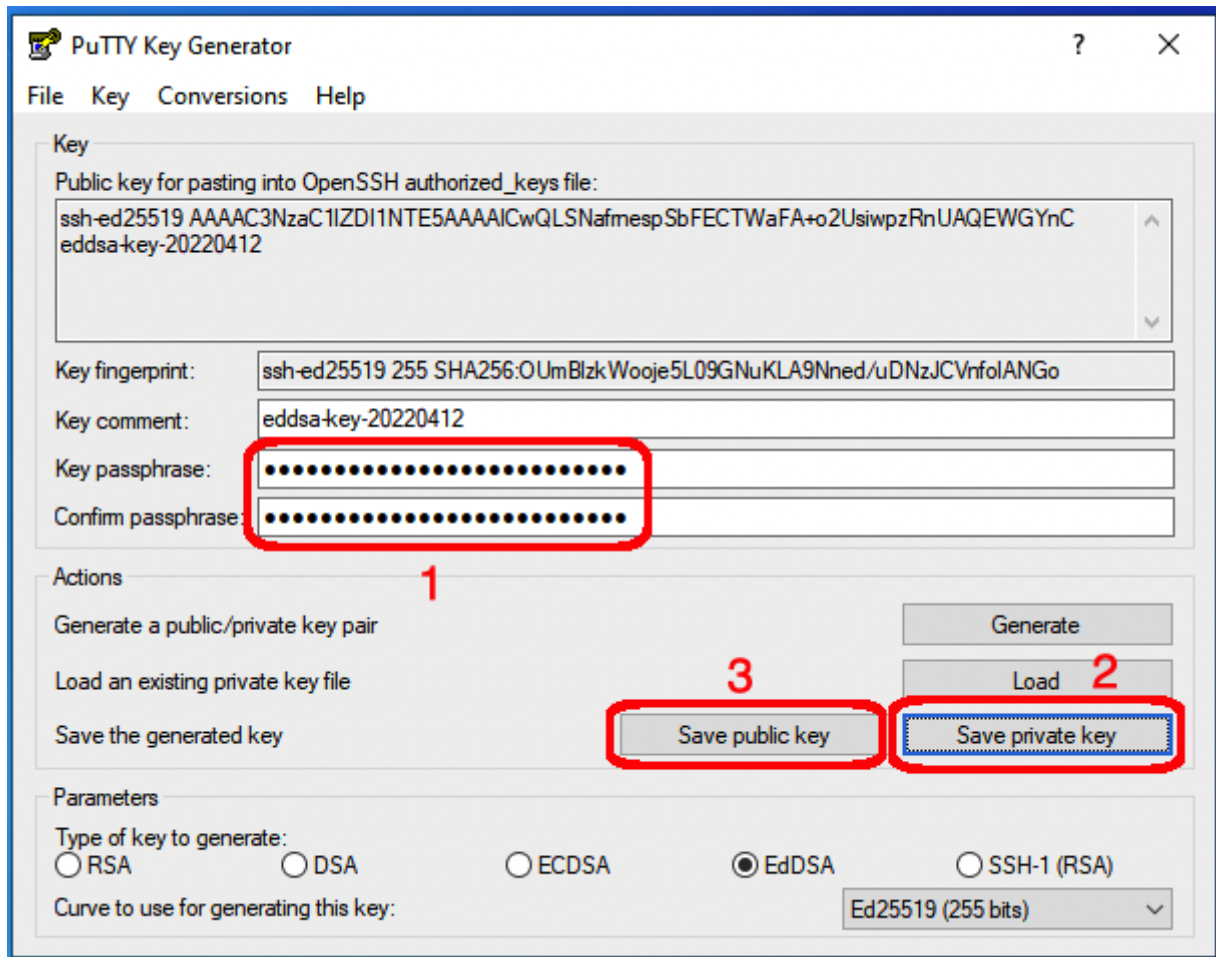 PuTTY Key Generator
?
File Key Conversions Help
Key
Public key for pasting into OpenSSH authorized_keys file:
ssh-ed25519 AAAAC3NzaC1lZDI1NTE5AAAAICwQLSNafmespSbFECTWaFA+o2UsiwpzRnUAQEWGYnC
eddsa-key-20220412
Key fingerprint: ssh-ed25519 255 SHA256:OUmBlzkWooje5L09GNuKLA9Nned/uDNzJCVnfolANGo
Key comment: eddsa-key-20220412
Key passphrase:
Confirm passphrase:
1
Actions
Generate a public/private key pair Generate
3 2
Load an existing private key file Load
Save the generated key Save public key Save private key
Parameters
Type of key to generate:
RSA DSA ECDSA EdDSA SSH-1 (RSA)
Curve to use for generating this key: Ed25519 (255 bits)